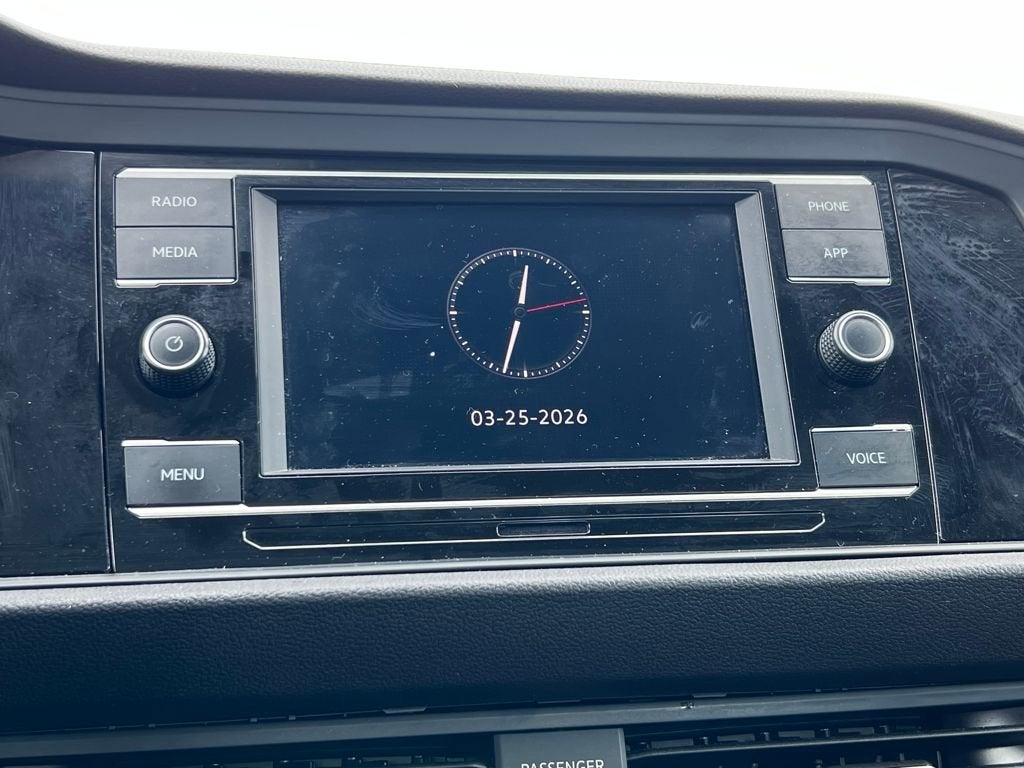 RADIO
PHONE
MEDIA
APP
03-25-2026
MENU
VOICE
PASSENGER